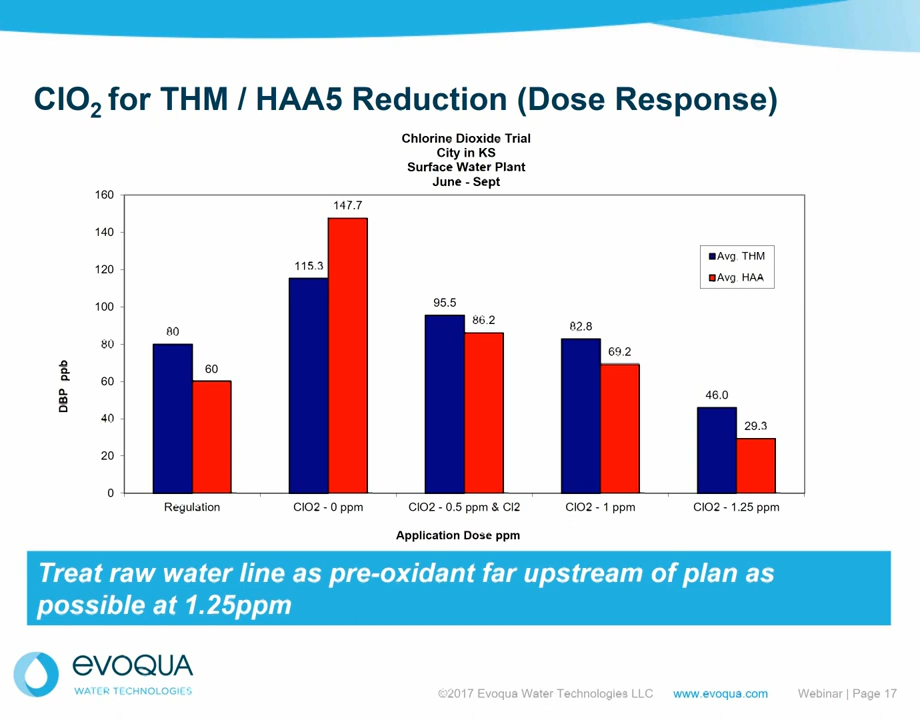 ClO2 for THM / HAA5 Reduction (Dose Response)
Chlorine Dioxide Trial
City in KS
Surface Water Plant
June - Sept
DBP ppb
160
140
120
100
80
60
40
20
0
80
60
115.3
147.7
95.5
86.2
82.8
69.2
46.0
29.3
Avg. THM
Avg. HAA
Regulation
ClO2 - 0 ppm
ClO2 - 0.5 ppm & Cl2
ClO2 - 1 ppm
ClO2 - 1.25 ppm
Application Dose ppm
Treat raw water line as pre-oxidant far upstream of plan as
possible at 1.25ppm
evoqua
WATER TECHNOLOGIES
©2017 Evoqua Water Technologies LLC www.evoqua.com Webinar | Page 17